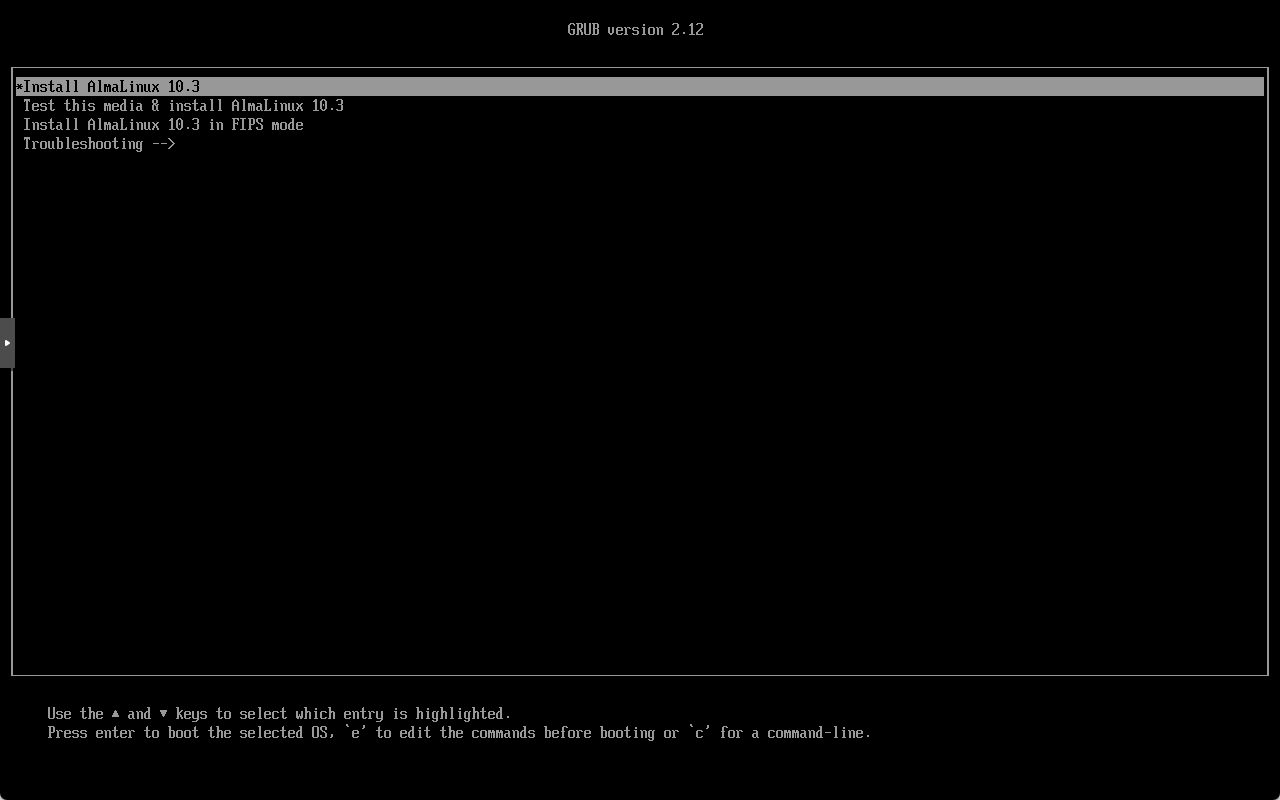 GRUB version 2.12
*Install AlmaLinux 10.3
Test this media & install AlmaLinux 10.3
Install AlmaLinux 10.3 in FIPS mode
Troubleshooting -->
Use the ▲ and ▼ keys to select which entry is highlighted.
Press enter to boot the selected OS, `e' to edit the commands before booting or `c' for a command-line.